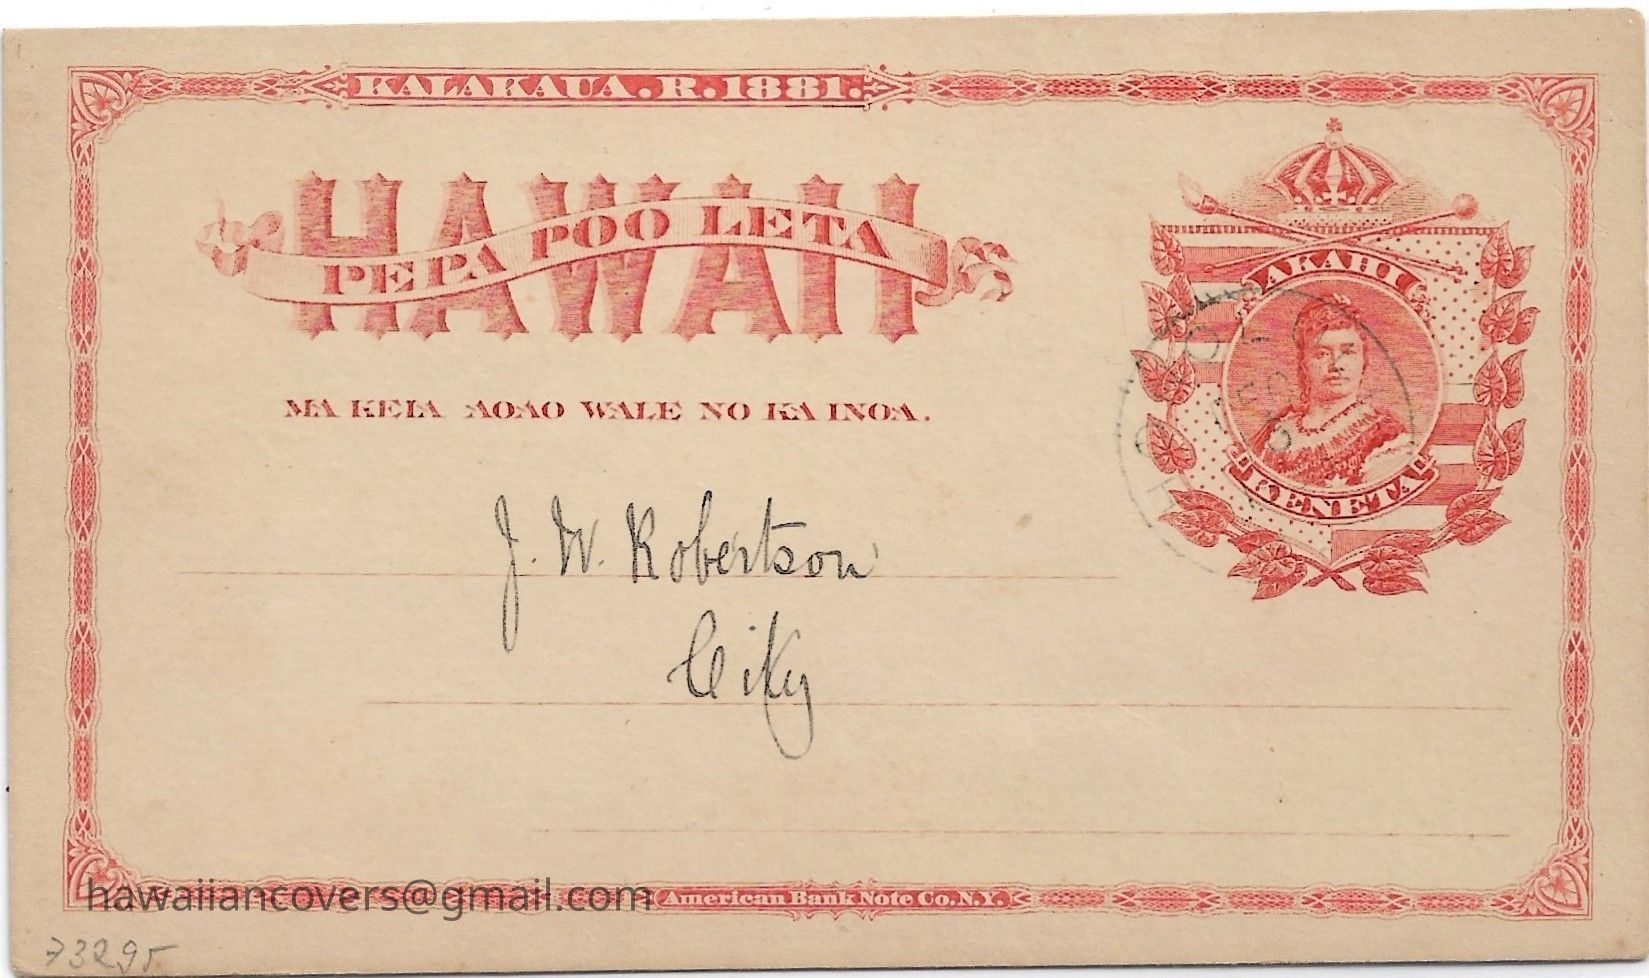 KALAKAUA.R.1881.
HAWAII
PEPA POO LETA
MA KEIA AOAO WALE NO KA INOA.
AKAHI
KENETA
J. W. Robertson
City
American Bank Note Co. N.Y.
hawaiiancovers@gmail.com
73295